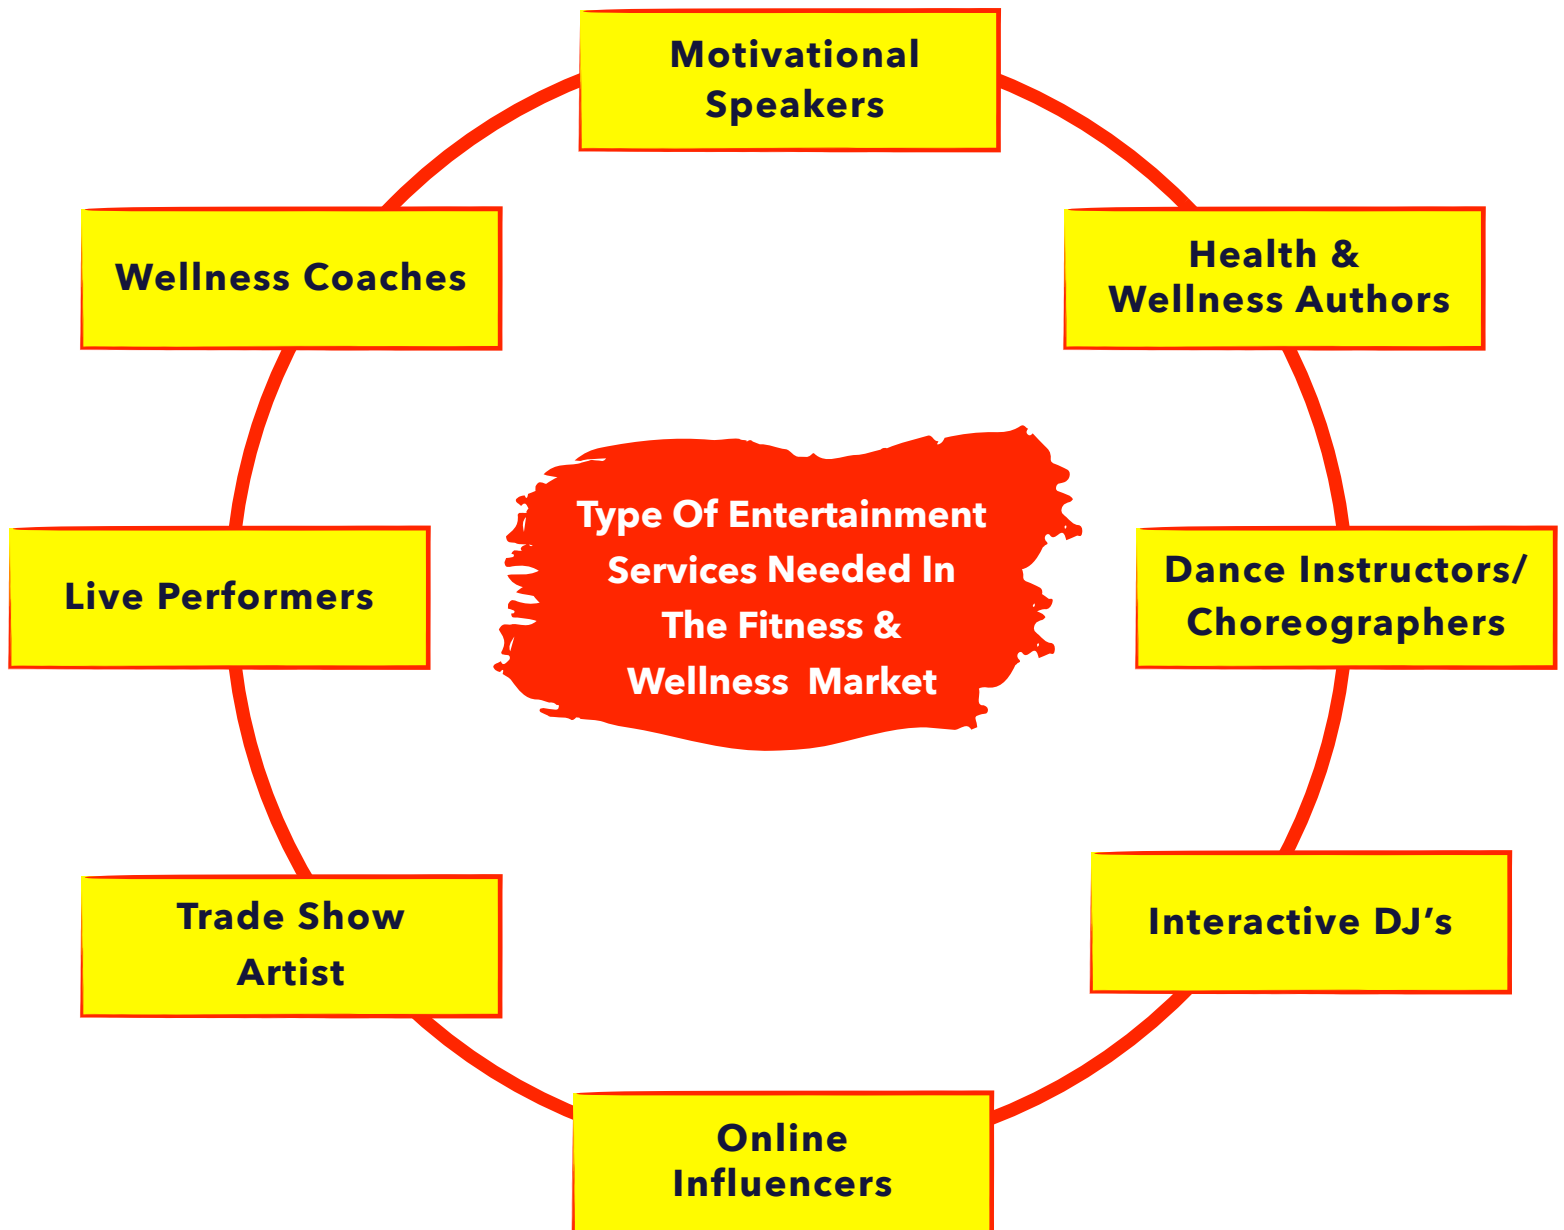 Motivational
Speakers
Wellness Coaches
Health &
Wellness Authors
Type Of Entertainment
Services Needed In
The Fitness &
Wellness Market
Live Performers
Dance Instructors/
Choreographers
Trade Show
Artist
Interactive DJ’s
Online
Influencers